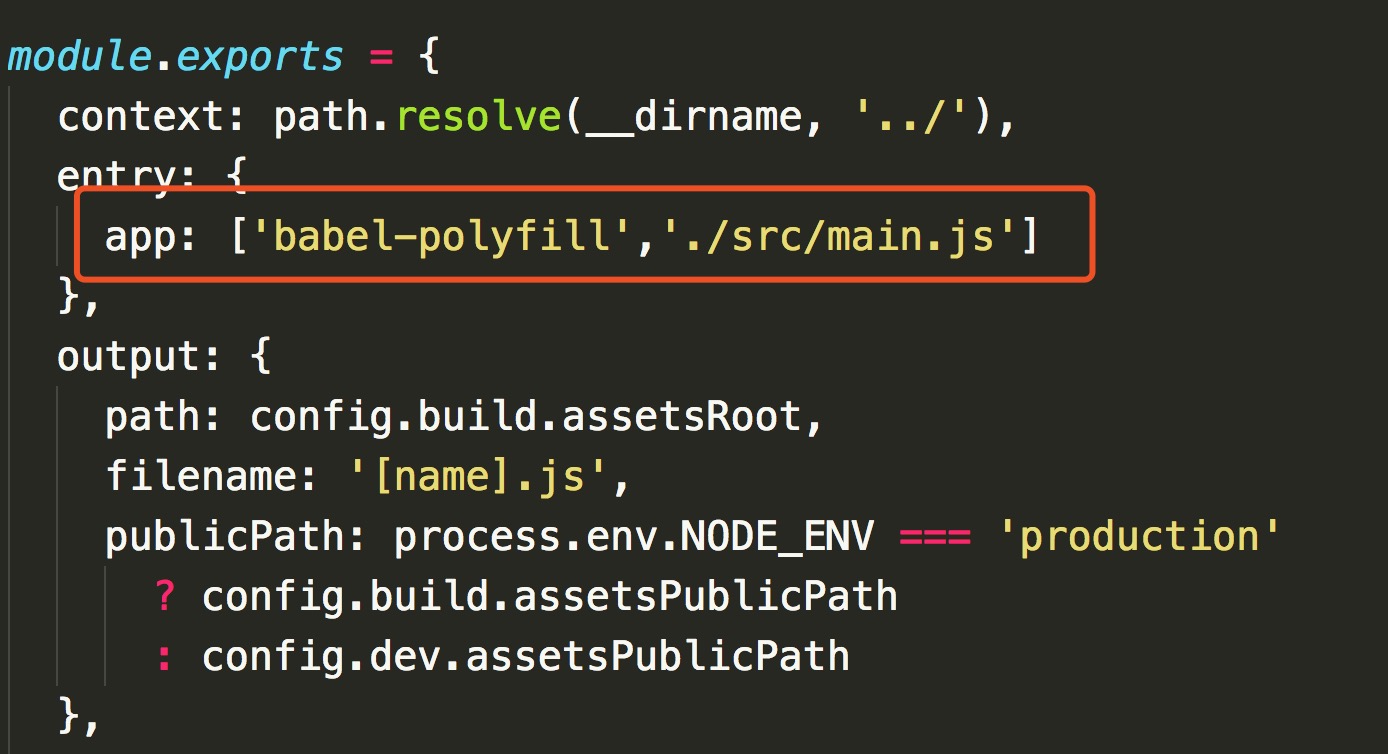 module.exports = {
  context: path.resolve(__dirname, '../'),
  entry: {
    app: ['babel-polyfill','./src/main.js']
  },
  output: {
    path: config.build.assetsRoot,
    filename: '[name].js',
    publicPath: process.env.NODE_ENV === 'production'
      ? config.build.assetsPublicPath
      : config.dev.assetsPublicPath
  },